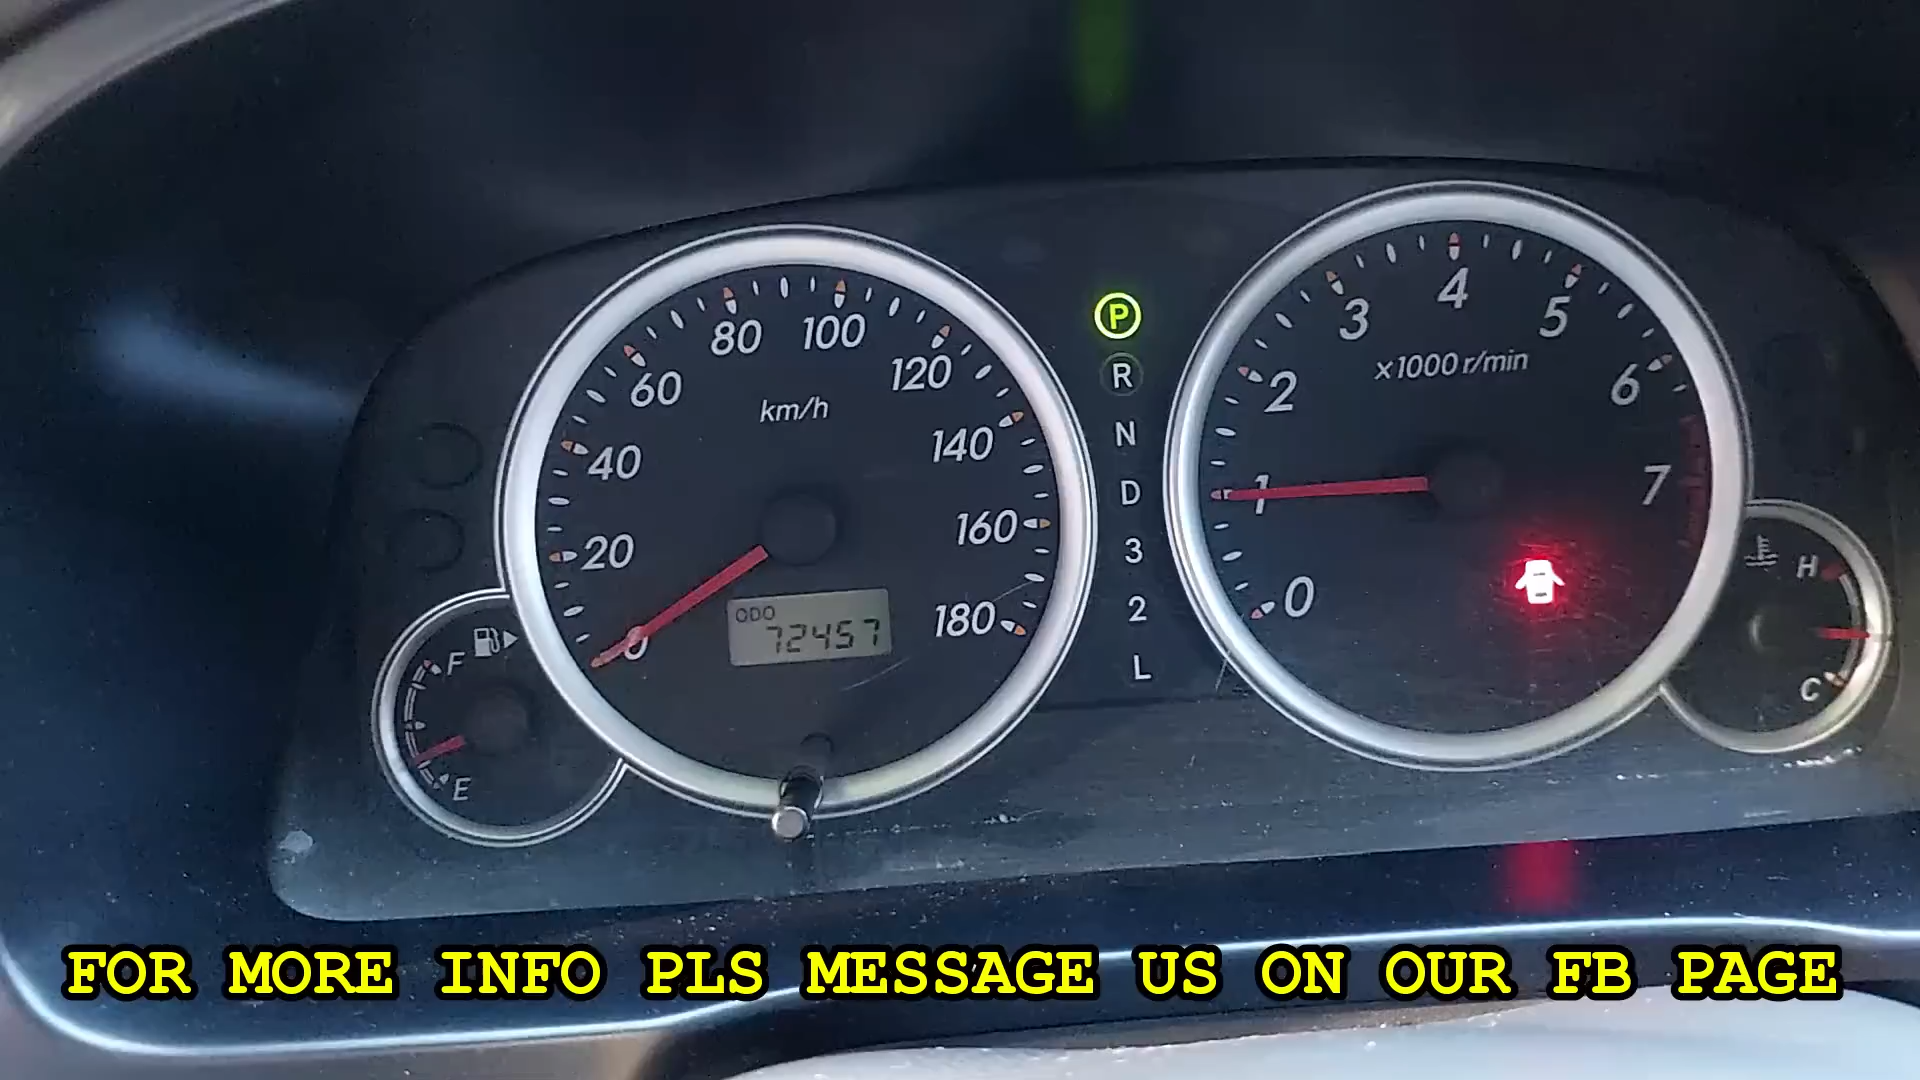 80 100
60 120
km/h
40 140
20 160
0 180
ODO
72457
F
E
P
R
N
D
3
2
L
4
3 5
x1000 r/min
2 6
1 7
0
H
C
FOR MORE INFO PLS MESSAGE US ON OUR FB PAGE